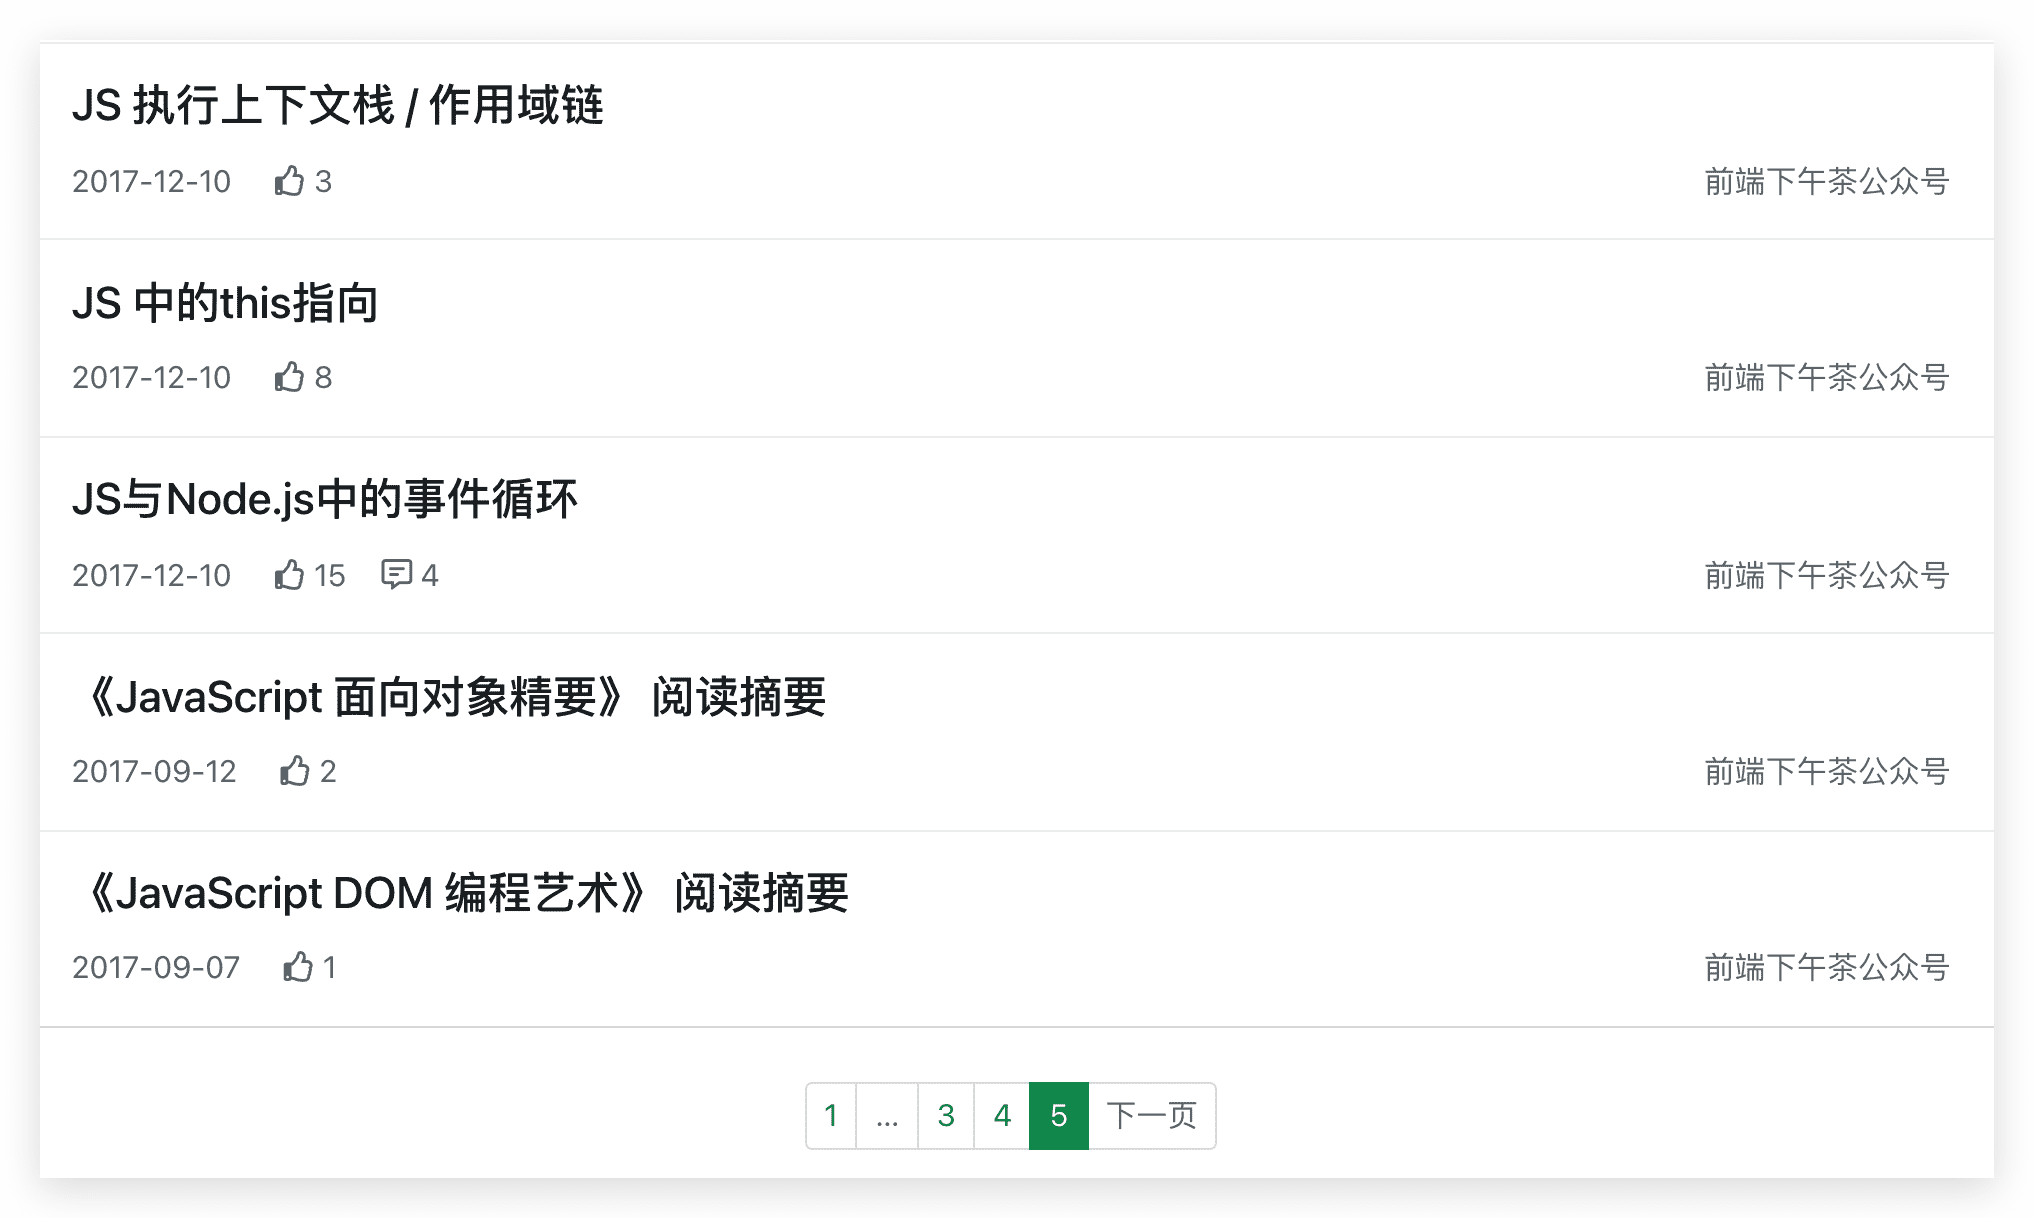 JS 执行上下文栈 / 作用域链
2017-12-10 3 前端下午茶公众号
JS 中的this指向
2017-12-10 8 前端下午茶公众号
JS与Node.js中的事件循环
2017-12-10 15 4 前端下午茶公众号
《JavaScript 面向对象精要》 阅读摘要
2017-09-12 2 前端下午茶公众号
《JavaScript DOM 编程艺术》 阅读摘要
2017-09-07 1 前端下午茶公众号
1 ... 3 4 5 下一页